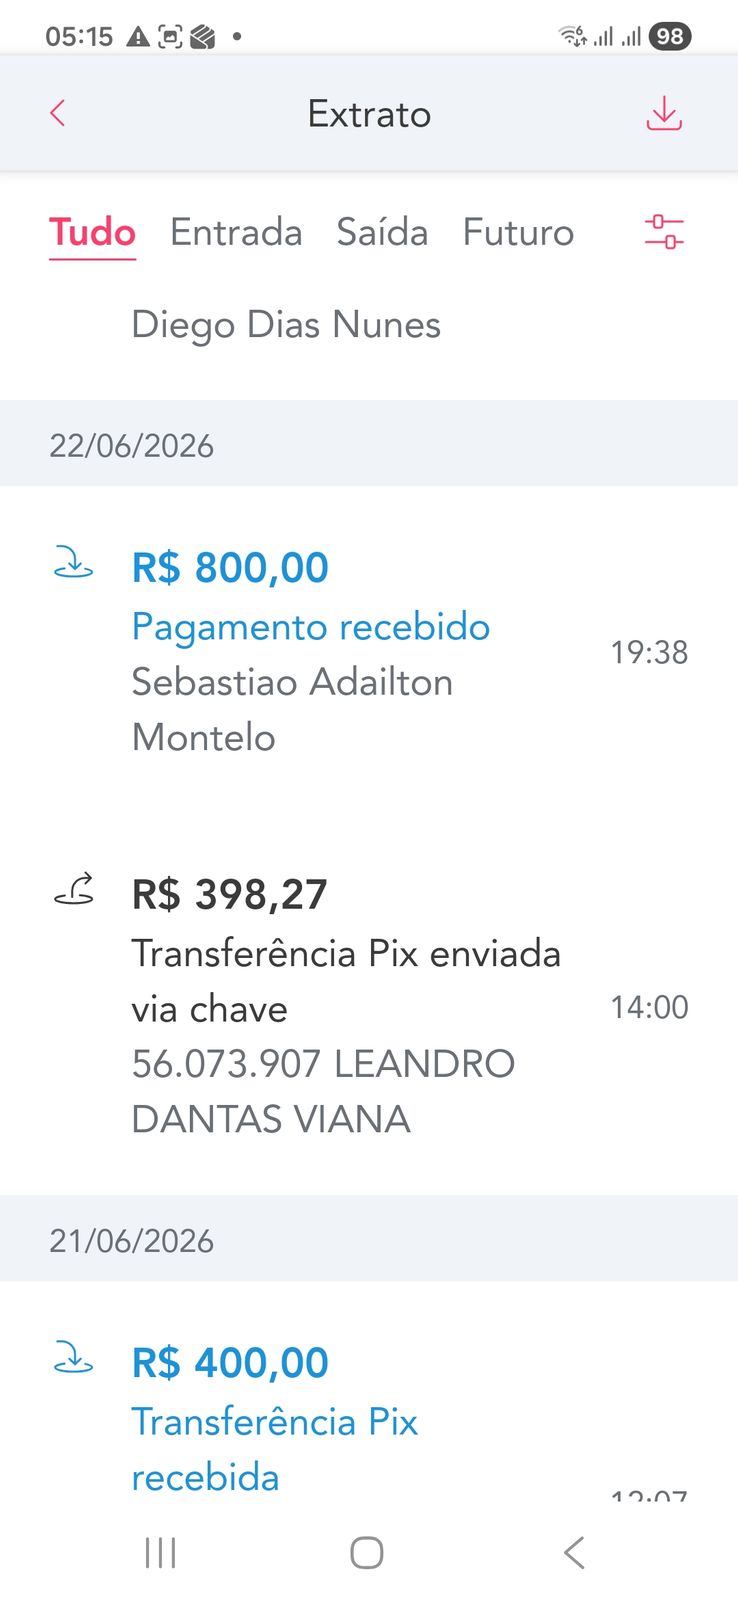 05:15
98
Extrato
Tudo Entrada Saída Futuro
Diego Dias Nunes
22/06/2026
R$ 800,00
Pagamento recebido
19:38
Sebastiao Adailton
Montelo
R$ 398,27
Transferência Pix enviada
via chave
14:00
56.073.907 LEANDRO
DANTAS VIANA
21/06/2026
R$ 400,00
Transferência Pix
recebida